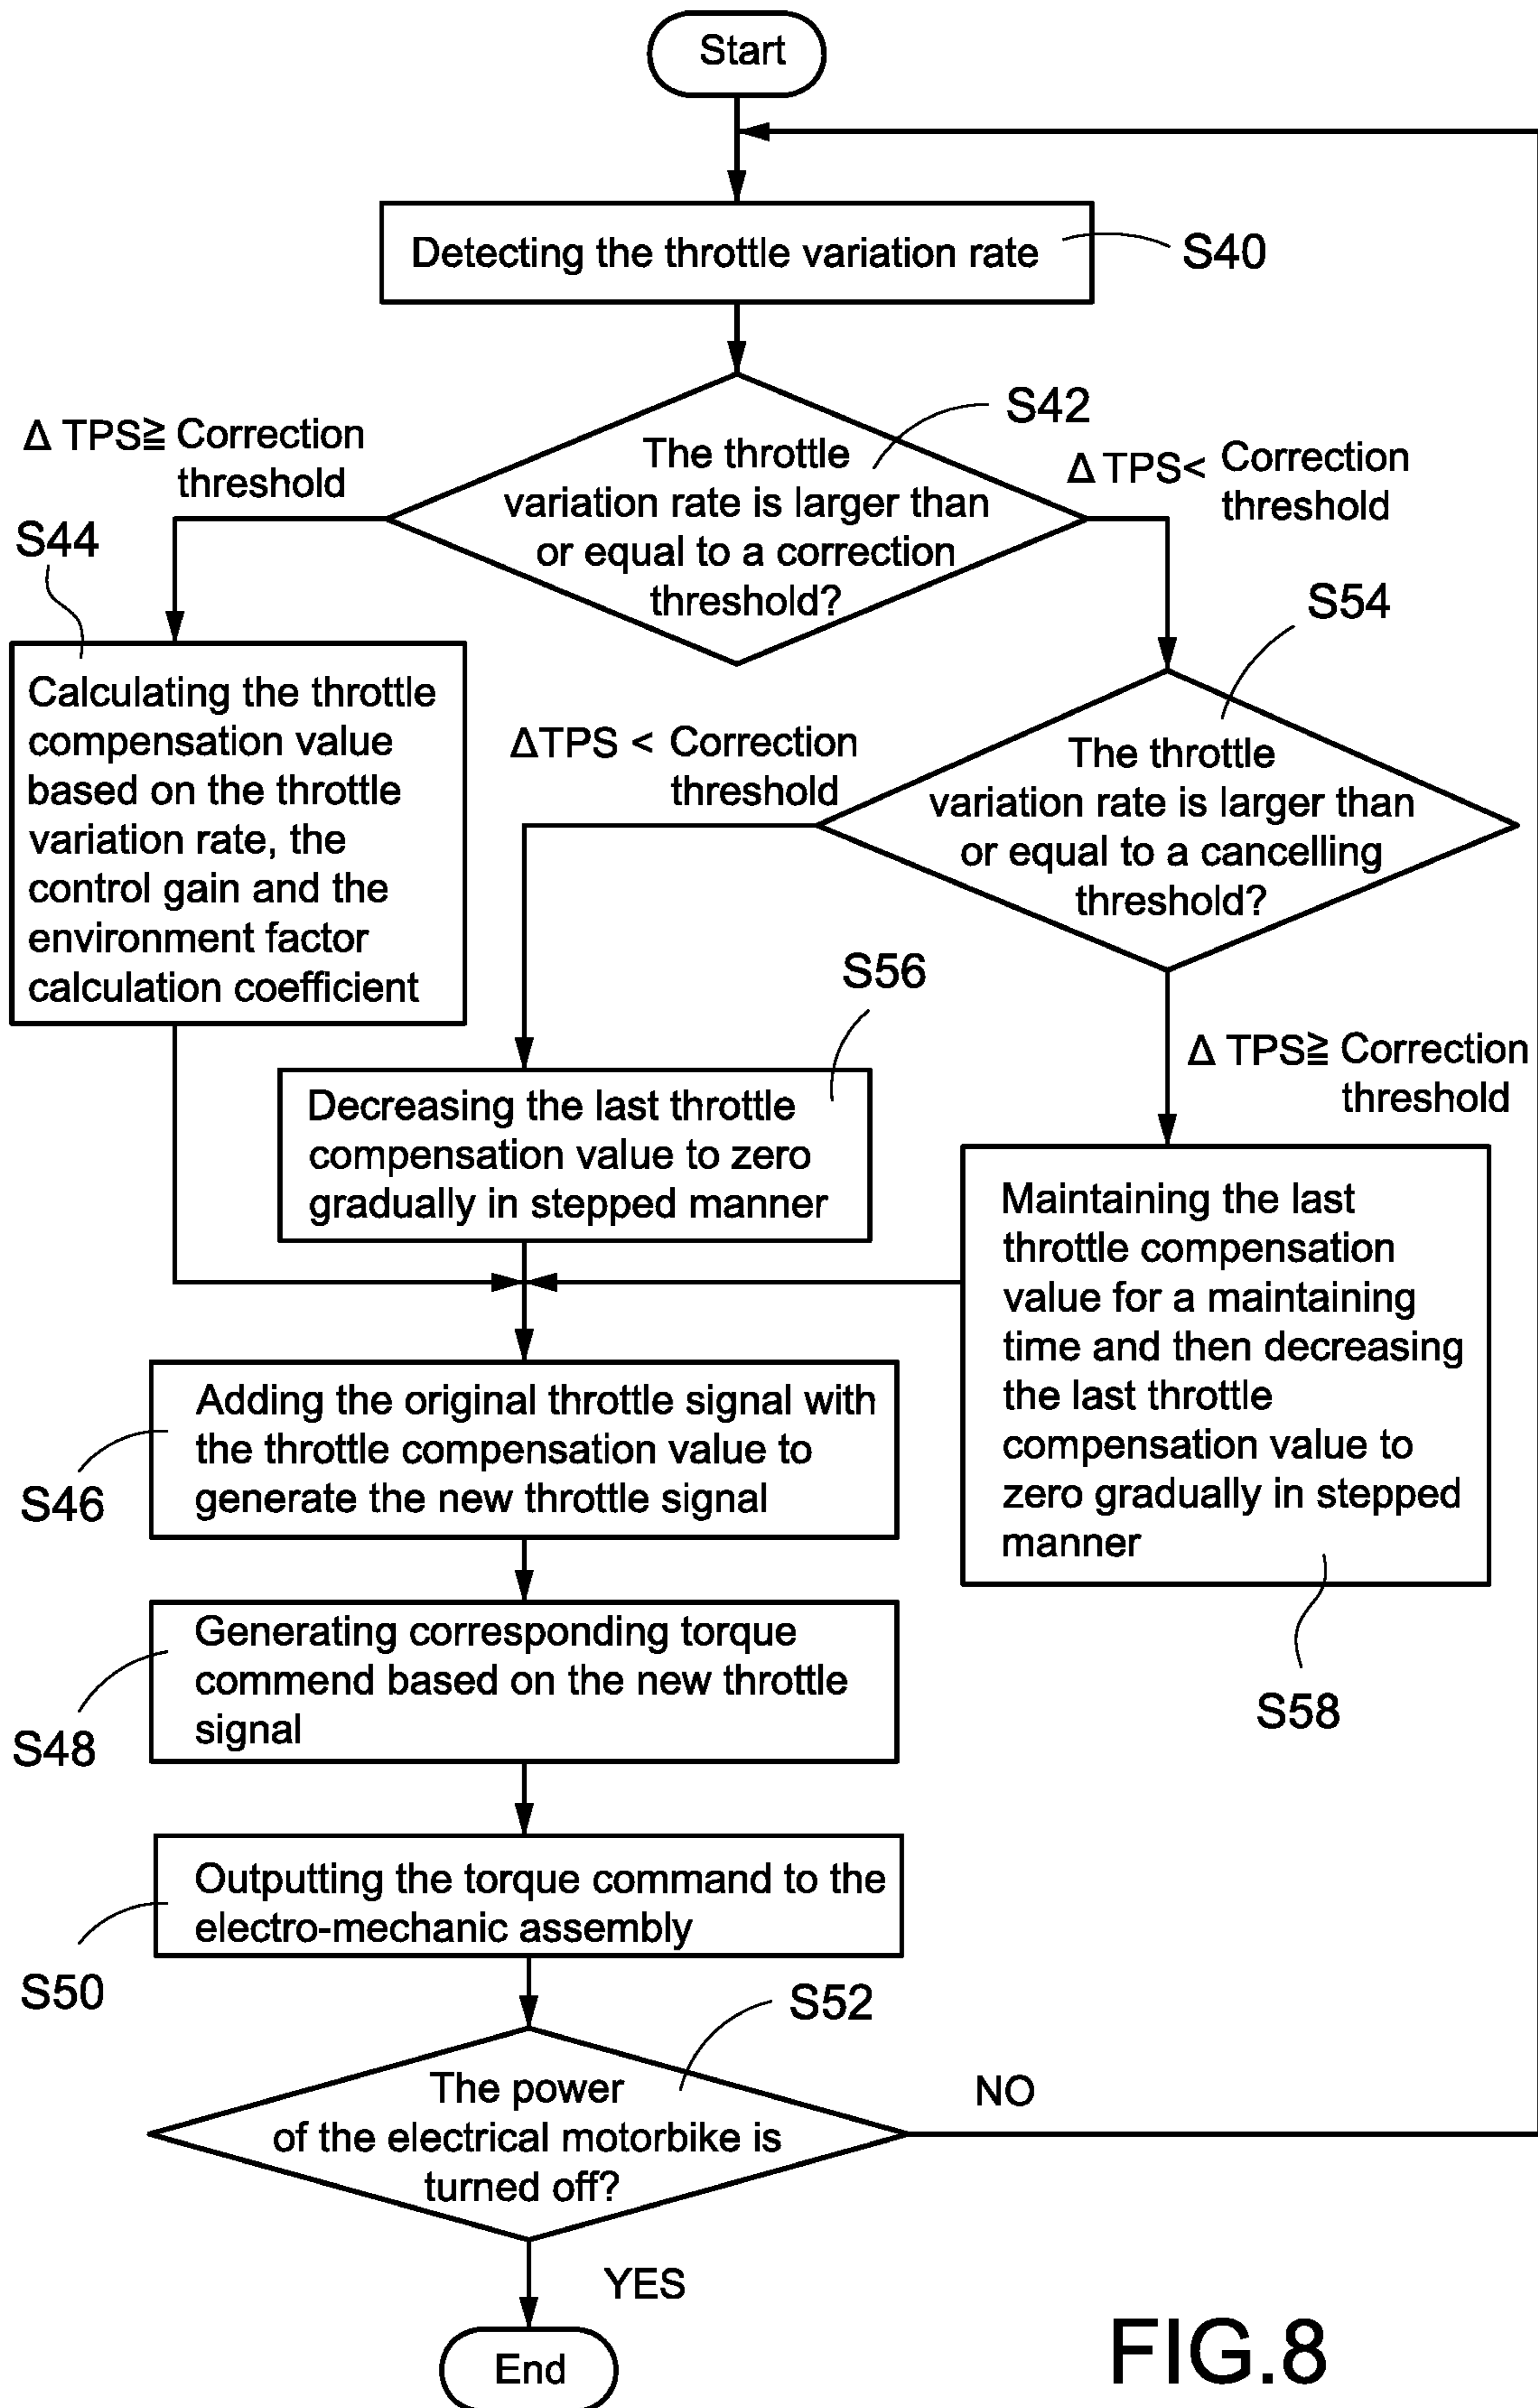 Start
Detecting the throttle variation rate
S40
S42
Δ TPS≧ Correction
threshold
The throttle
variation rate is larger than
or equal to a correction
threshold?
Δ TPS< Correction
threshold
S44
S54
Calculating the throttle
compensation value
based on the throttle
variation rate, the
control gain and the
environment factor
calculation coefficient
ΔTPS < Correction
threshold
The throttle
variation rate is larger than
or equal to a cancelling
threshold?
S56
Δ TPS≧ Correction
threshold
Decreasing the last throttle
compensation value to zero
gradually in stepped manner
Maintaining the last
throttle compensation
value for a maintaining
time and then decreasing
the last throttle
compensation value to
zero gradually in stepped
manner
S58
Adding the original throttle signal with
the throttle compensation value to
generate the new throttle signal
S46
Generating corresponding torque
commend based on the new throttle
signal
S48
Outputting the torque command to the
electro-mechanic assembly
S50
S52
The power
of the electrical motorbike is
turned off?
NO
YES
End
FIG.8